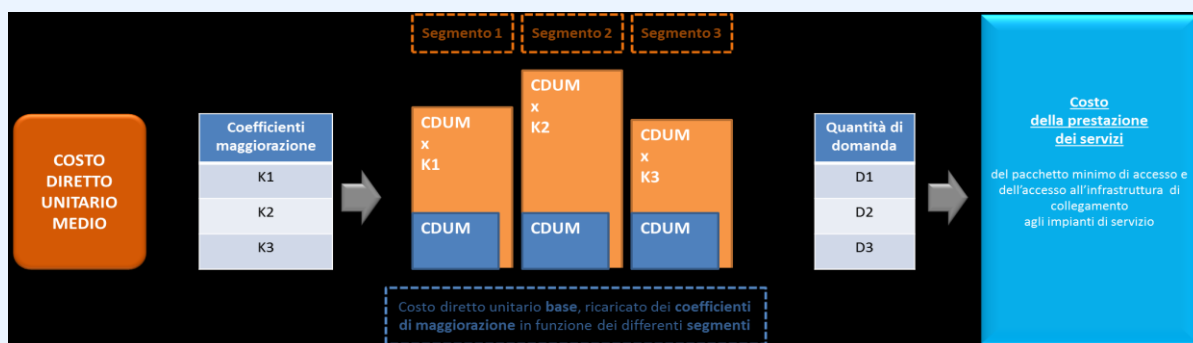 Segmento 1
Segmento 2
Segmento 3
COSTO
DIRETTO
UNITARIO
MEDIO
Coefficienti
maggiorazione
K1
K2
K3
CDUM
x
K1
CDUM
CDUM
x
K2
CDUM
CDUM
x
K3
CDUM
Quantità di
domanda
D1
D2
D3
Costo
della prestazione
dei servizi
del pacchetto minimo di accesso e
dell'accesso all'infrastruttura di
collegamento
agli impianti di servizio
Costo diretto unitario base, ricaricato dei coefficienti
di maggiorazione in funzione dei differenti segmenti